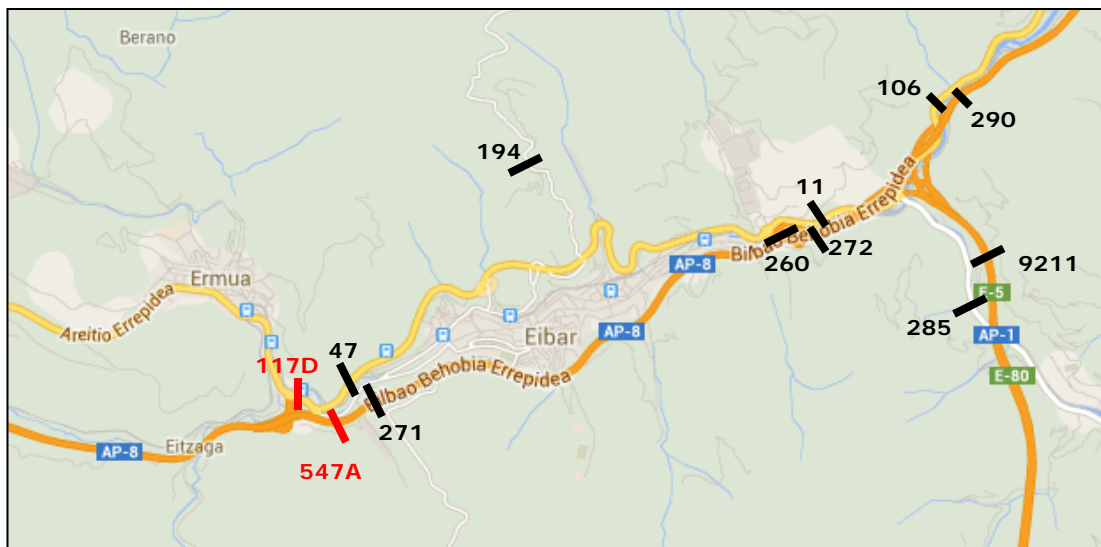 Berano
106
290
194
11
Bilbao Behobia Errepidea
AP-8
260
272
9211
Ermua
E-5
285
AP-1
Areitio Errepidea
Eibar
AP-8
47
117D
E-80
Bilbao Behobia Errepidea
271
Eitzaga
AP-8
547A